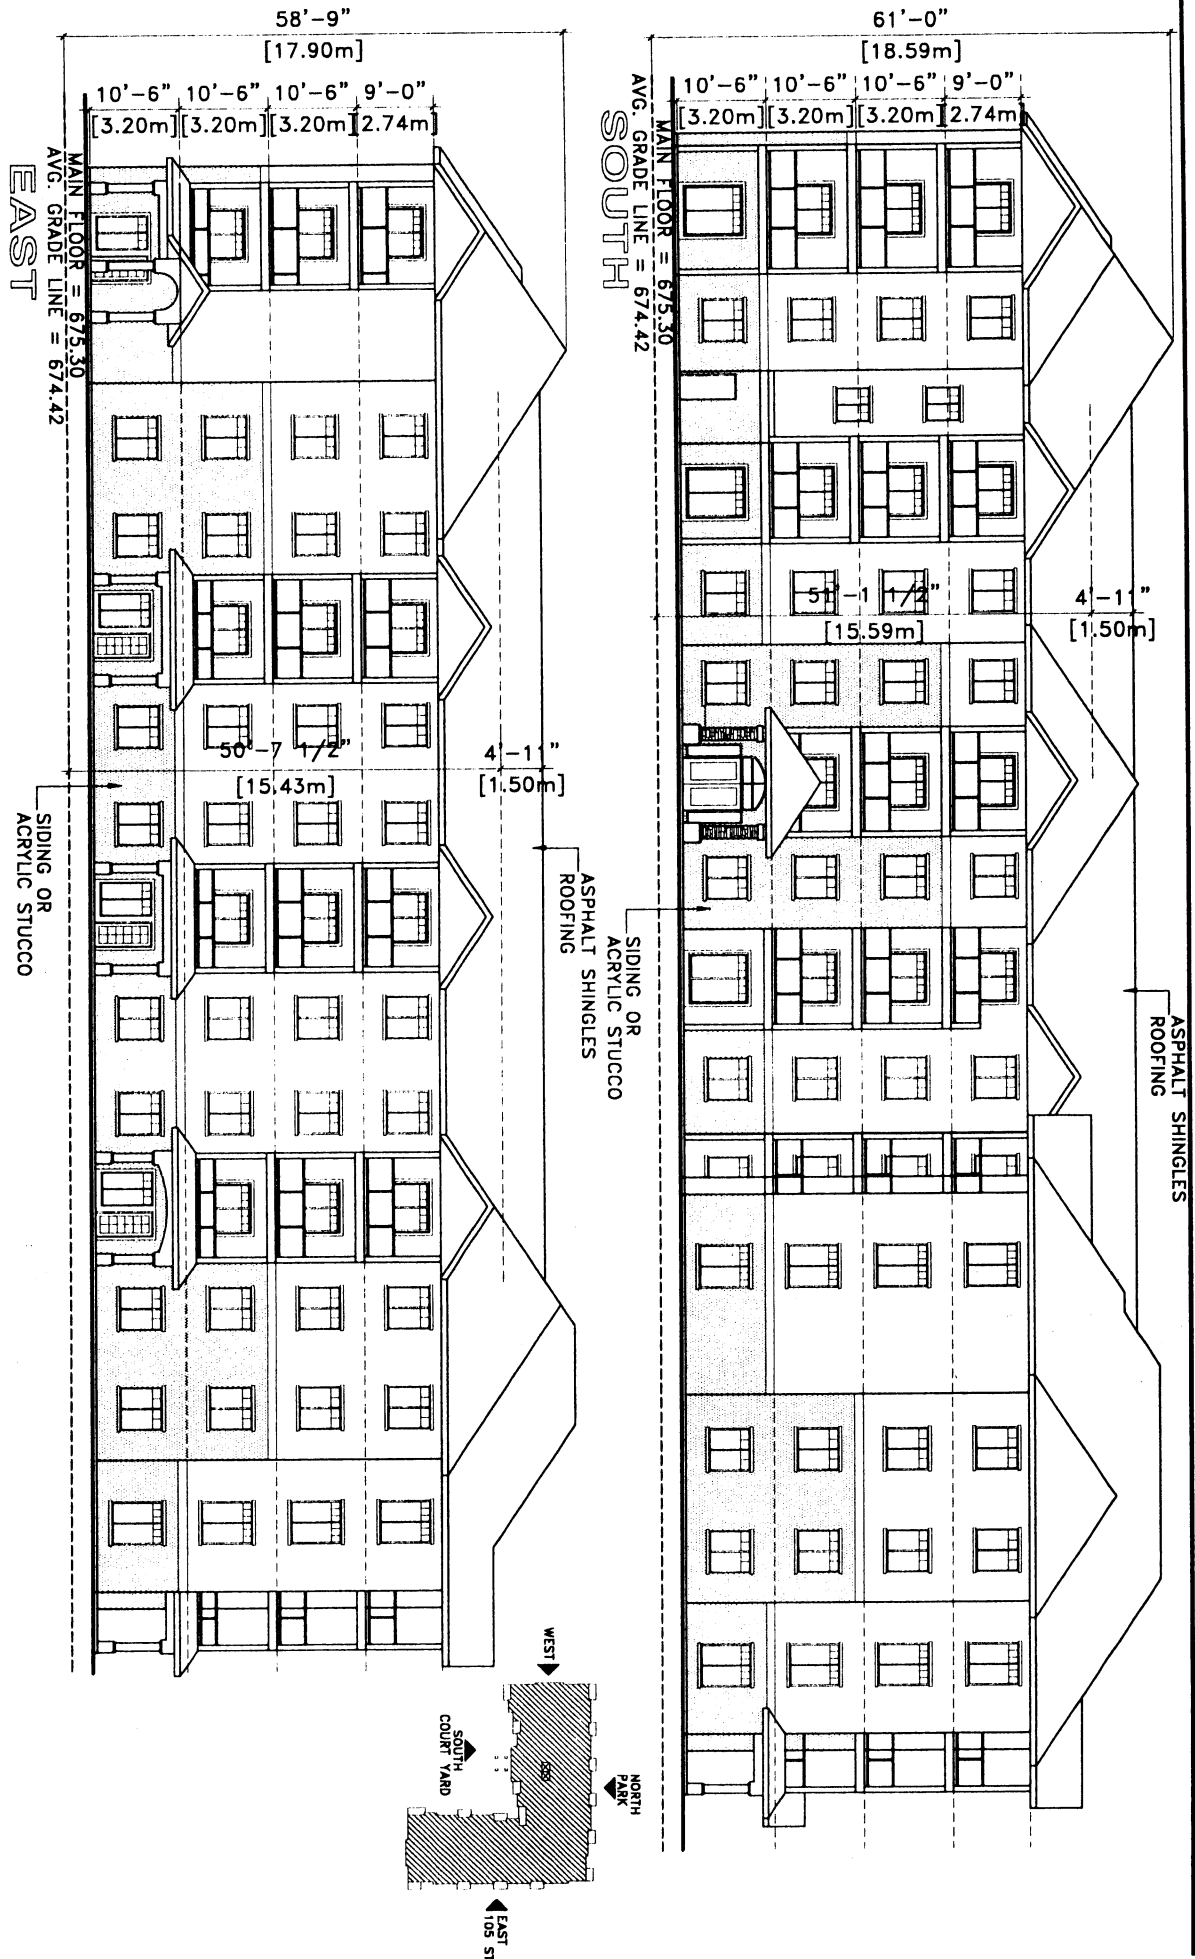 61'-0"
[18.59m]
10'-6"
10'-6"
10'-6"
9'-0"
[3.20m]
[3.20m]
[3.20m]
[2.74m]
SOUTH
MAIN FLOOR = 675.30
AVG. GRADE LINE = 674.42
51'-1 1/2"
[15.59m]
4'-11"
[1.50m]
SIDING OR
ACRYLIC STUCCO
ASPHALT SHINGLES
ROOFING
58'-9"
[17.90m]
10'-6"
10'-6"
10'-6"
9'-0"
[3.20m]
[3.20m]
[3.20m]
[2.74m]
EAST
MAIN FLOOR = 675.30
AVG. GRADE LINE = 674.42
50'-7 1/2"
[15.43m]
4'-11"
[1.50m]
SIDING OR
ACRYLIC STUCCO
ASPHALT SHINGLES
ROOFING
WEST
NORTH
PARK
SOUTH
COURT YARD
EAST
105 ST